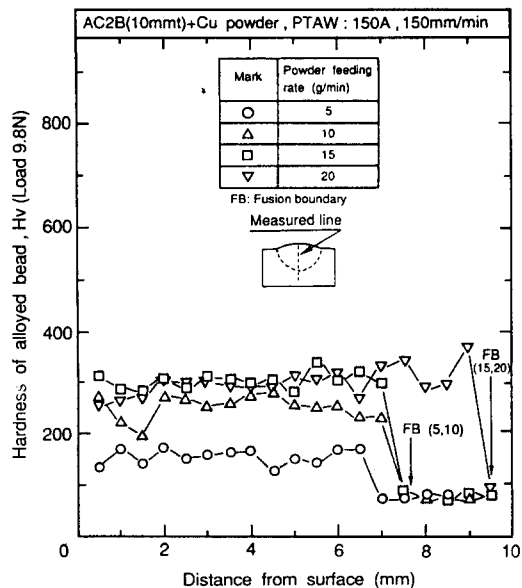 AC2B(10mmt)+Cu powder , PTAW : 150A , 150mm/min
Mark
Powder feeding
rate (g/min)
5
10
15
20
FB: Fusion boundary
Measured line
Hardness of alloyed bead , Hv (Load 9.8N)
800
600
400
200
0
FB
(15,20)
FB (5,10)
2 4 6 8 10
Distance from surface (mm)